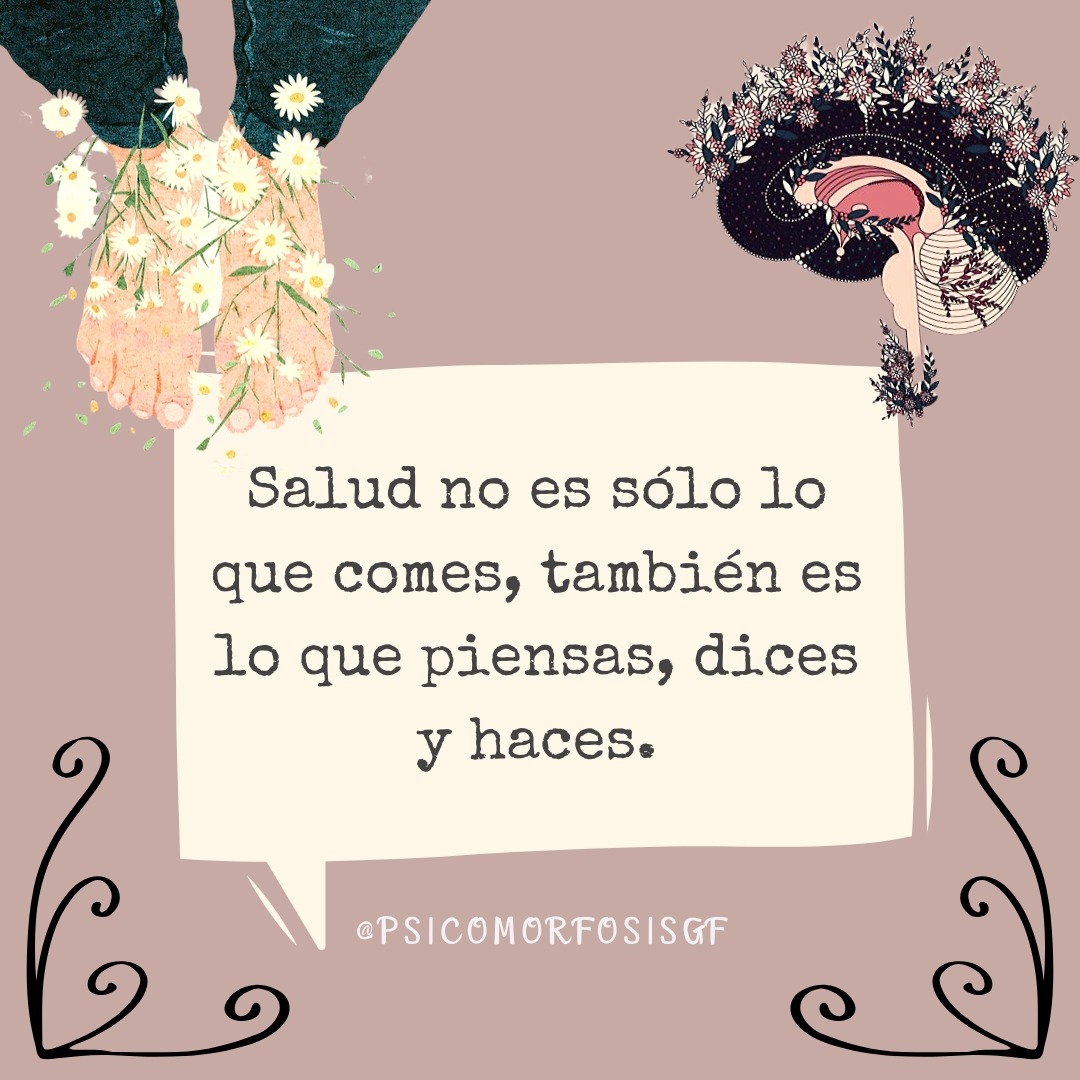 Salud no es sólo lo
que comes, también es
lo que piensas, dices
y haces.
@PSICOMORFOSISGF